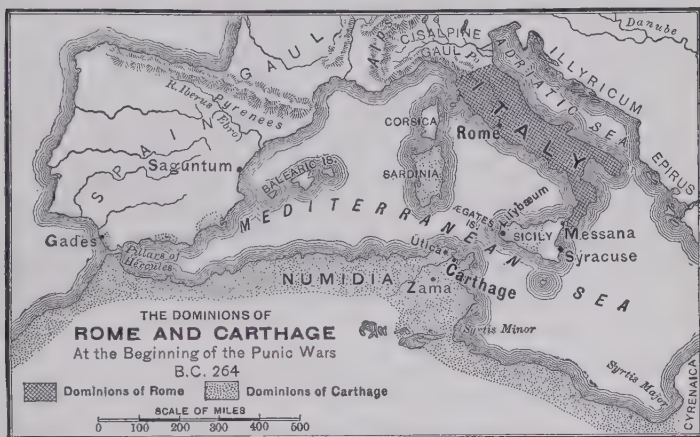 Danube
GAUL
Alps
CISALPINE
GAUL
Po
ADRIATIC SEA
ILLYRICUM
R. Iberus (Ebro)
Pyrenees
SPAIN
Saguntum
BALEARIC IS.
CORSICA
SARDINIA
Rome
ITALY
EPIRUS
MEDITERRANEAN SEA
ÆGATES
IS.
Lilybœum
SICILY
Messana
Syracuse
Gades
Pillars of
Hercules
Utica
Carthage
NUMIDIA
Zama
Syrtis Minor
Syrtis Major
CYRENAICA
THE DOMINIONS OF
ROME AND CARTHAGE
At the Beginning of the Punic Wars
B.C. 264
Dominions of Rome
Dominions of Carthage
SCALE OF MILES
0 100 200 300 400 500 600